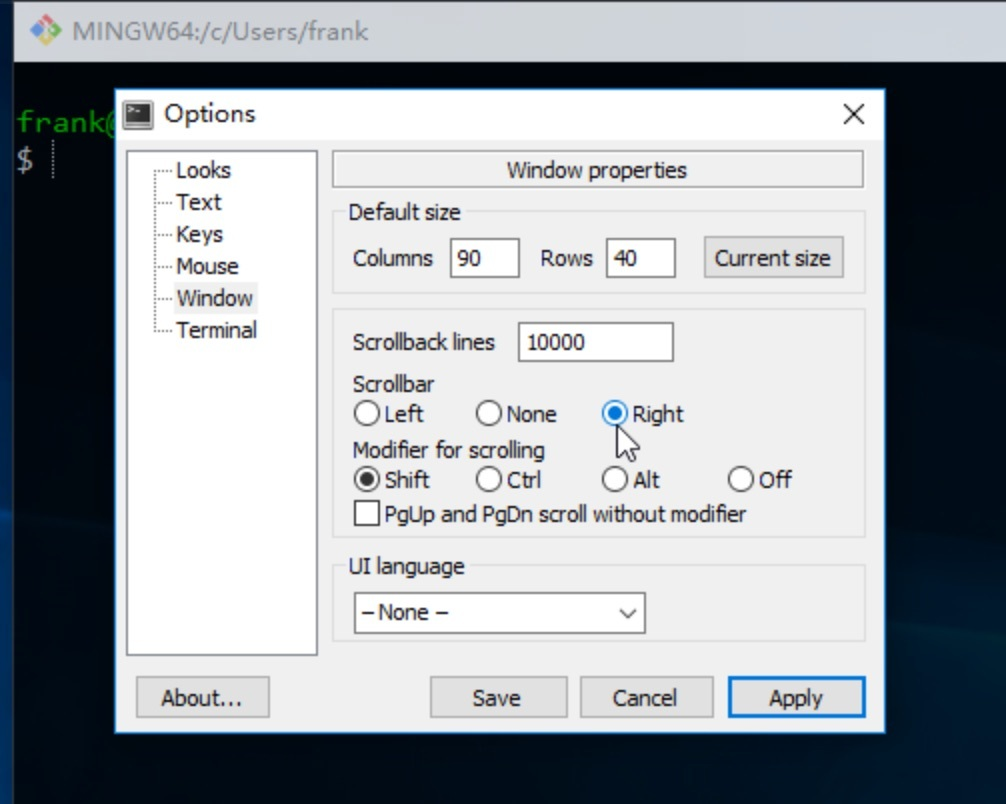 MINGW64:/c/Users/frank
frank@
$
Options
Looks
Text
Keys
Mouse
Window
Terminal
Window properties
Default size
Columns 90 Rows 40 Current size
Scrollback lines 10000
Scrollbar
Left None Right
Modifier for scrolling
Shift Ctrl Alt Off
PgUp and PgDn scroll without modifier
UI language
– None –
About... Save Cancel Apply